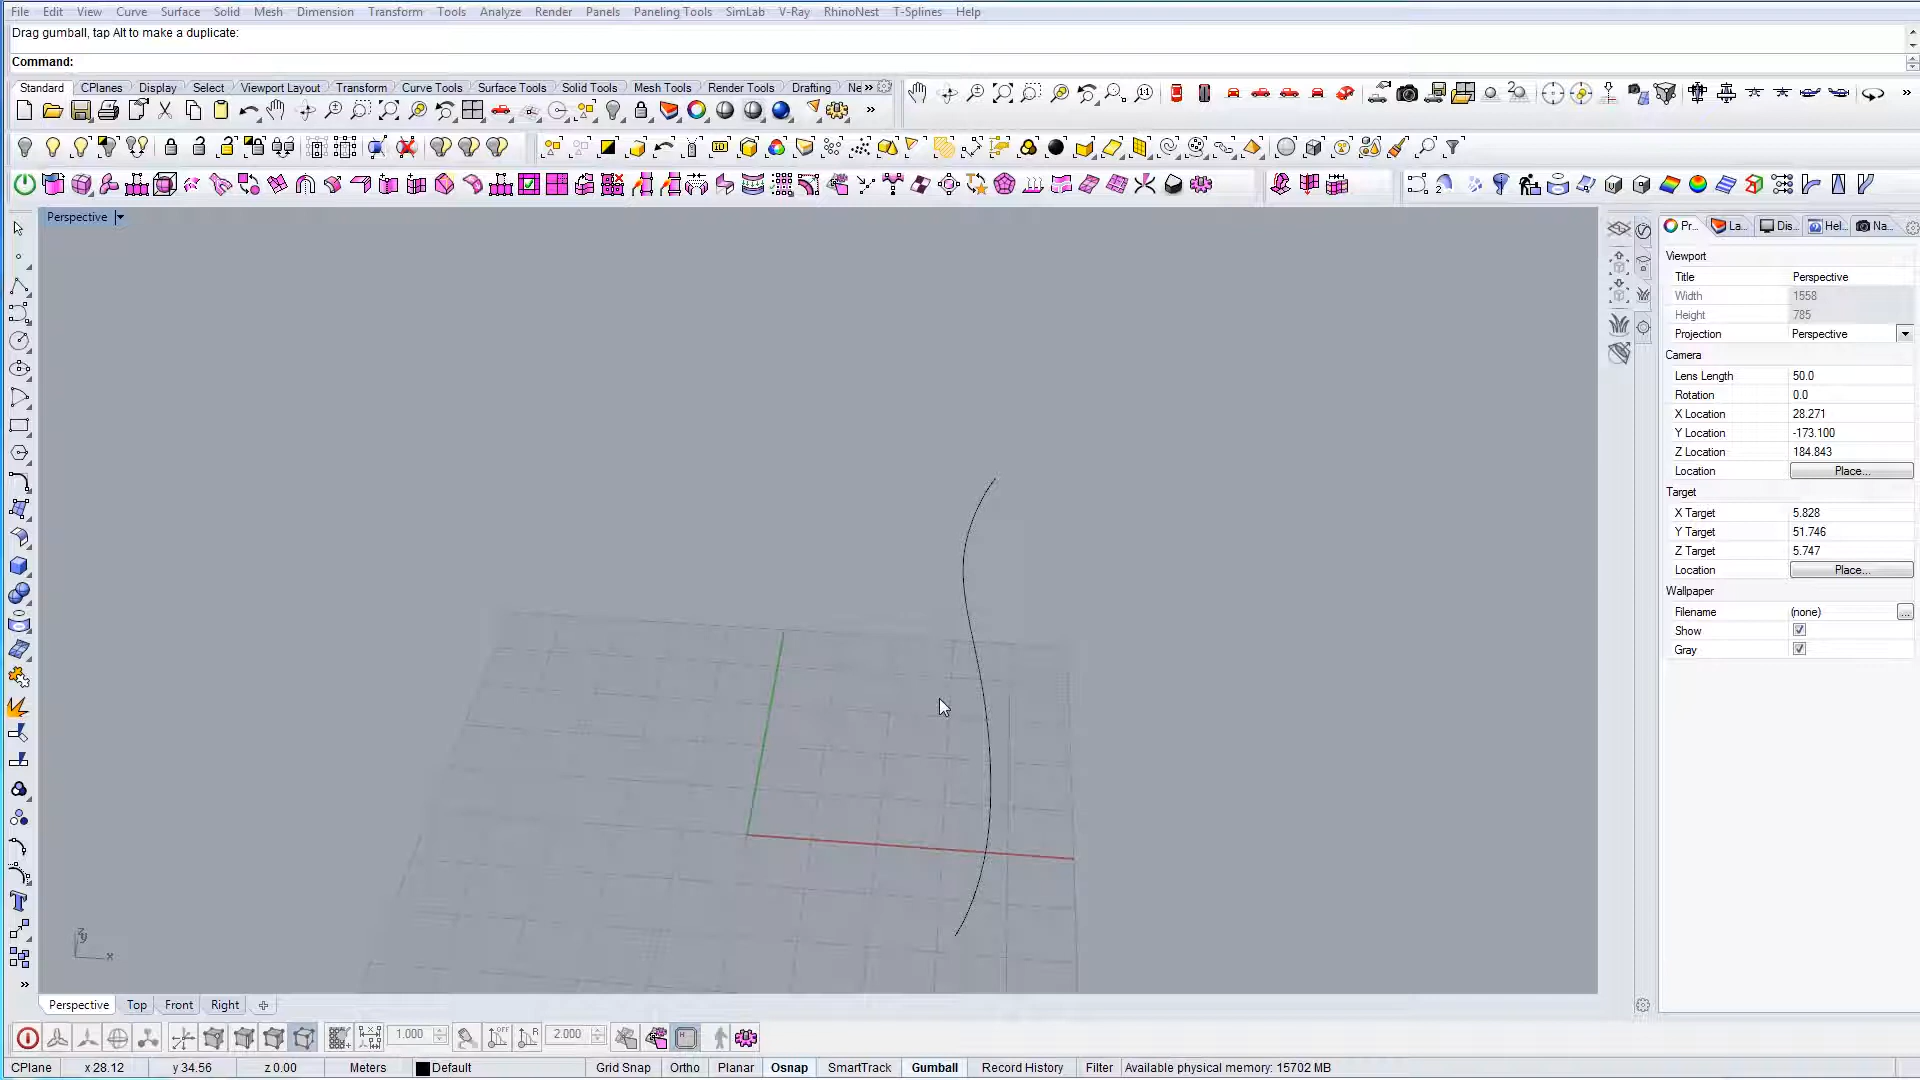 File Edit View Curve Surface Solid Mesh Dimension Transform Tools Analyze Render Panels Paneling Tools SimLab V-Ray RhinoNest T-Splines Help
Drag gumball, tap Alt to make a duplicate:
Command:
Standard CPlanes Display Select Viewport Layout Transform Curve Tools Surface Tools Solid Tools Mesh Tools Render Tools Drafting Ne »
Perspective
Pr... La... Dis... Hel... Na...
Viewport
Title Perspective
Width 1558
Height 785
Projection Perspective
Camera
Lens Length 50.0
Rotation 0.0
X Location 28.271
Y Location -173.100
Z Location 184.843
Location Place...
Target
X Target 5.828
Y Target 51.746
Z Target 5.747
Location Place...
Wallpaper
Filename (none) ...
Show
Gray
x
Perspective Top Front Right
1.000 2.000
CPlane x 28.12 y 34.56 z 0.00 Meters Default Grid Snap Ortho Planar Osnap SmartTrack Gumball Record History Filter Available physical memory: 15702 MB